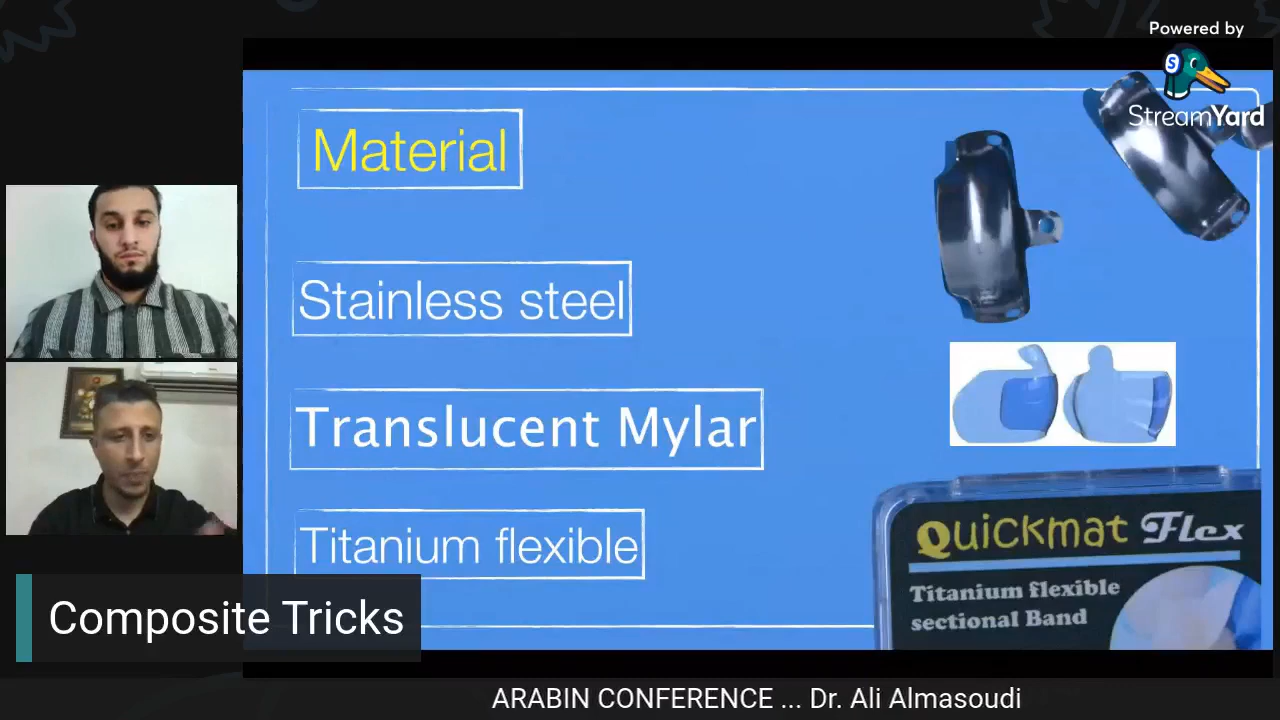 Powered by
StreamYard
Material
Stainless steel
Translucent Mylar
Titanium flexible
Quickmat Flex
Titanium flexible
sectional Band
Composite Tricks
ARABIN CONFERENCE ... Dr. Ali Almasoudi